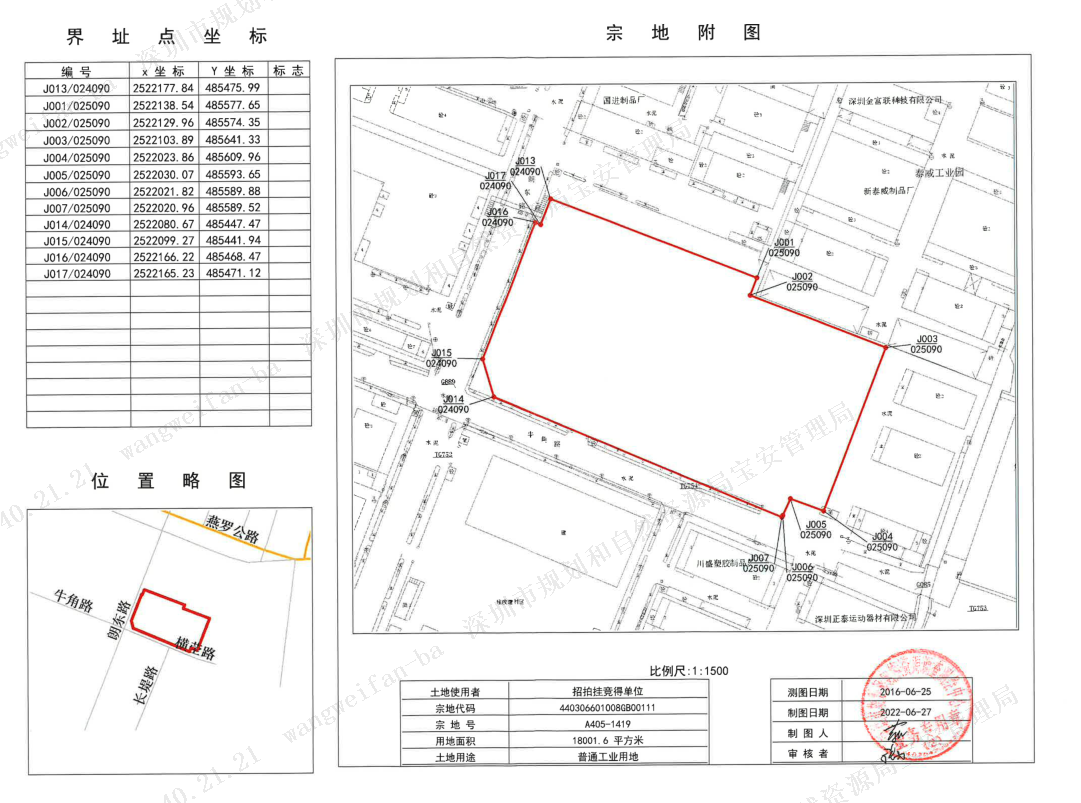 界 址 点 坐 标
编 号 x 坐 标 Y 坐 标 标 志
J013/024090 2522177.84 485475.99
J001/025090 2522138.54 485577.65
J002/025090 2522129.96 485574.35
J003/025090 2522103.89 485641.33
J004/025090 2522023.86 485609.96
J005/025090 2522030.07 485593.65
J006/025090 2522021.82 485589.88
J007/025090 2522020.96 485589.52
J014/024090 2522080.67 485447.47
J015/024090 2522099.27 485441.94
J016/024090 2522166.22 485468.47
J017/024090 2522165.23 485471.12
位 置 略 图
燕罗公路
牛角路
朗东路
长堤路
宗 地 附 图
国进制品厂
深圳金富联科技有限公司
泰威工业园
新泰威制品厂
J013
024090
J017
024090
J016
024090
J001
025090
J002
025090
J003
025090
J015
024090
J014
024090
牛角路
TG752
TG751
J005
025090
J004
025090
J007
025090
J006
025090
川盛塑胶制品
深圳正泰运动器材有限公司
TG753
比例尺:1:1500
土地使用者 招拍挂竞得单位
宗地代码 440306601008GB00111
宗 地 号 A405-1419
用地面积 18001.6 平方米
土地用途 普通工业用地
测图日期 2016-06-25
制图日期 2022-06-27
制 图 人
审 核 者
深圳市规划和自然资源局宝安管理局
wangweifan-ba